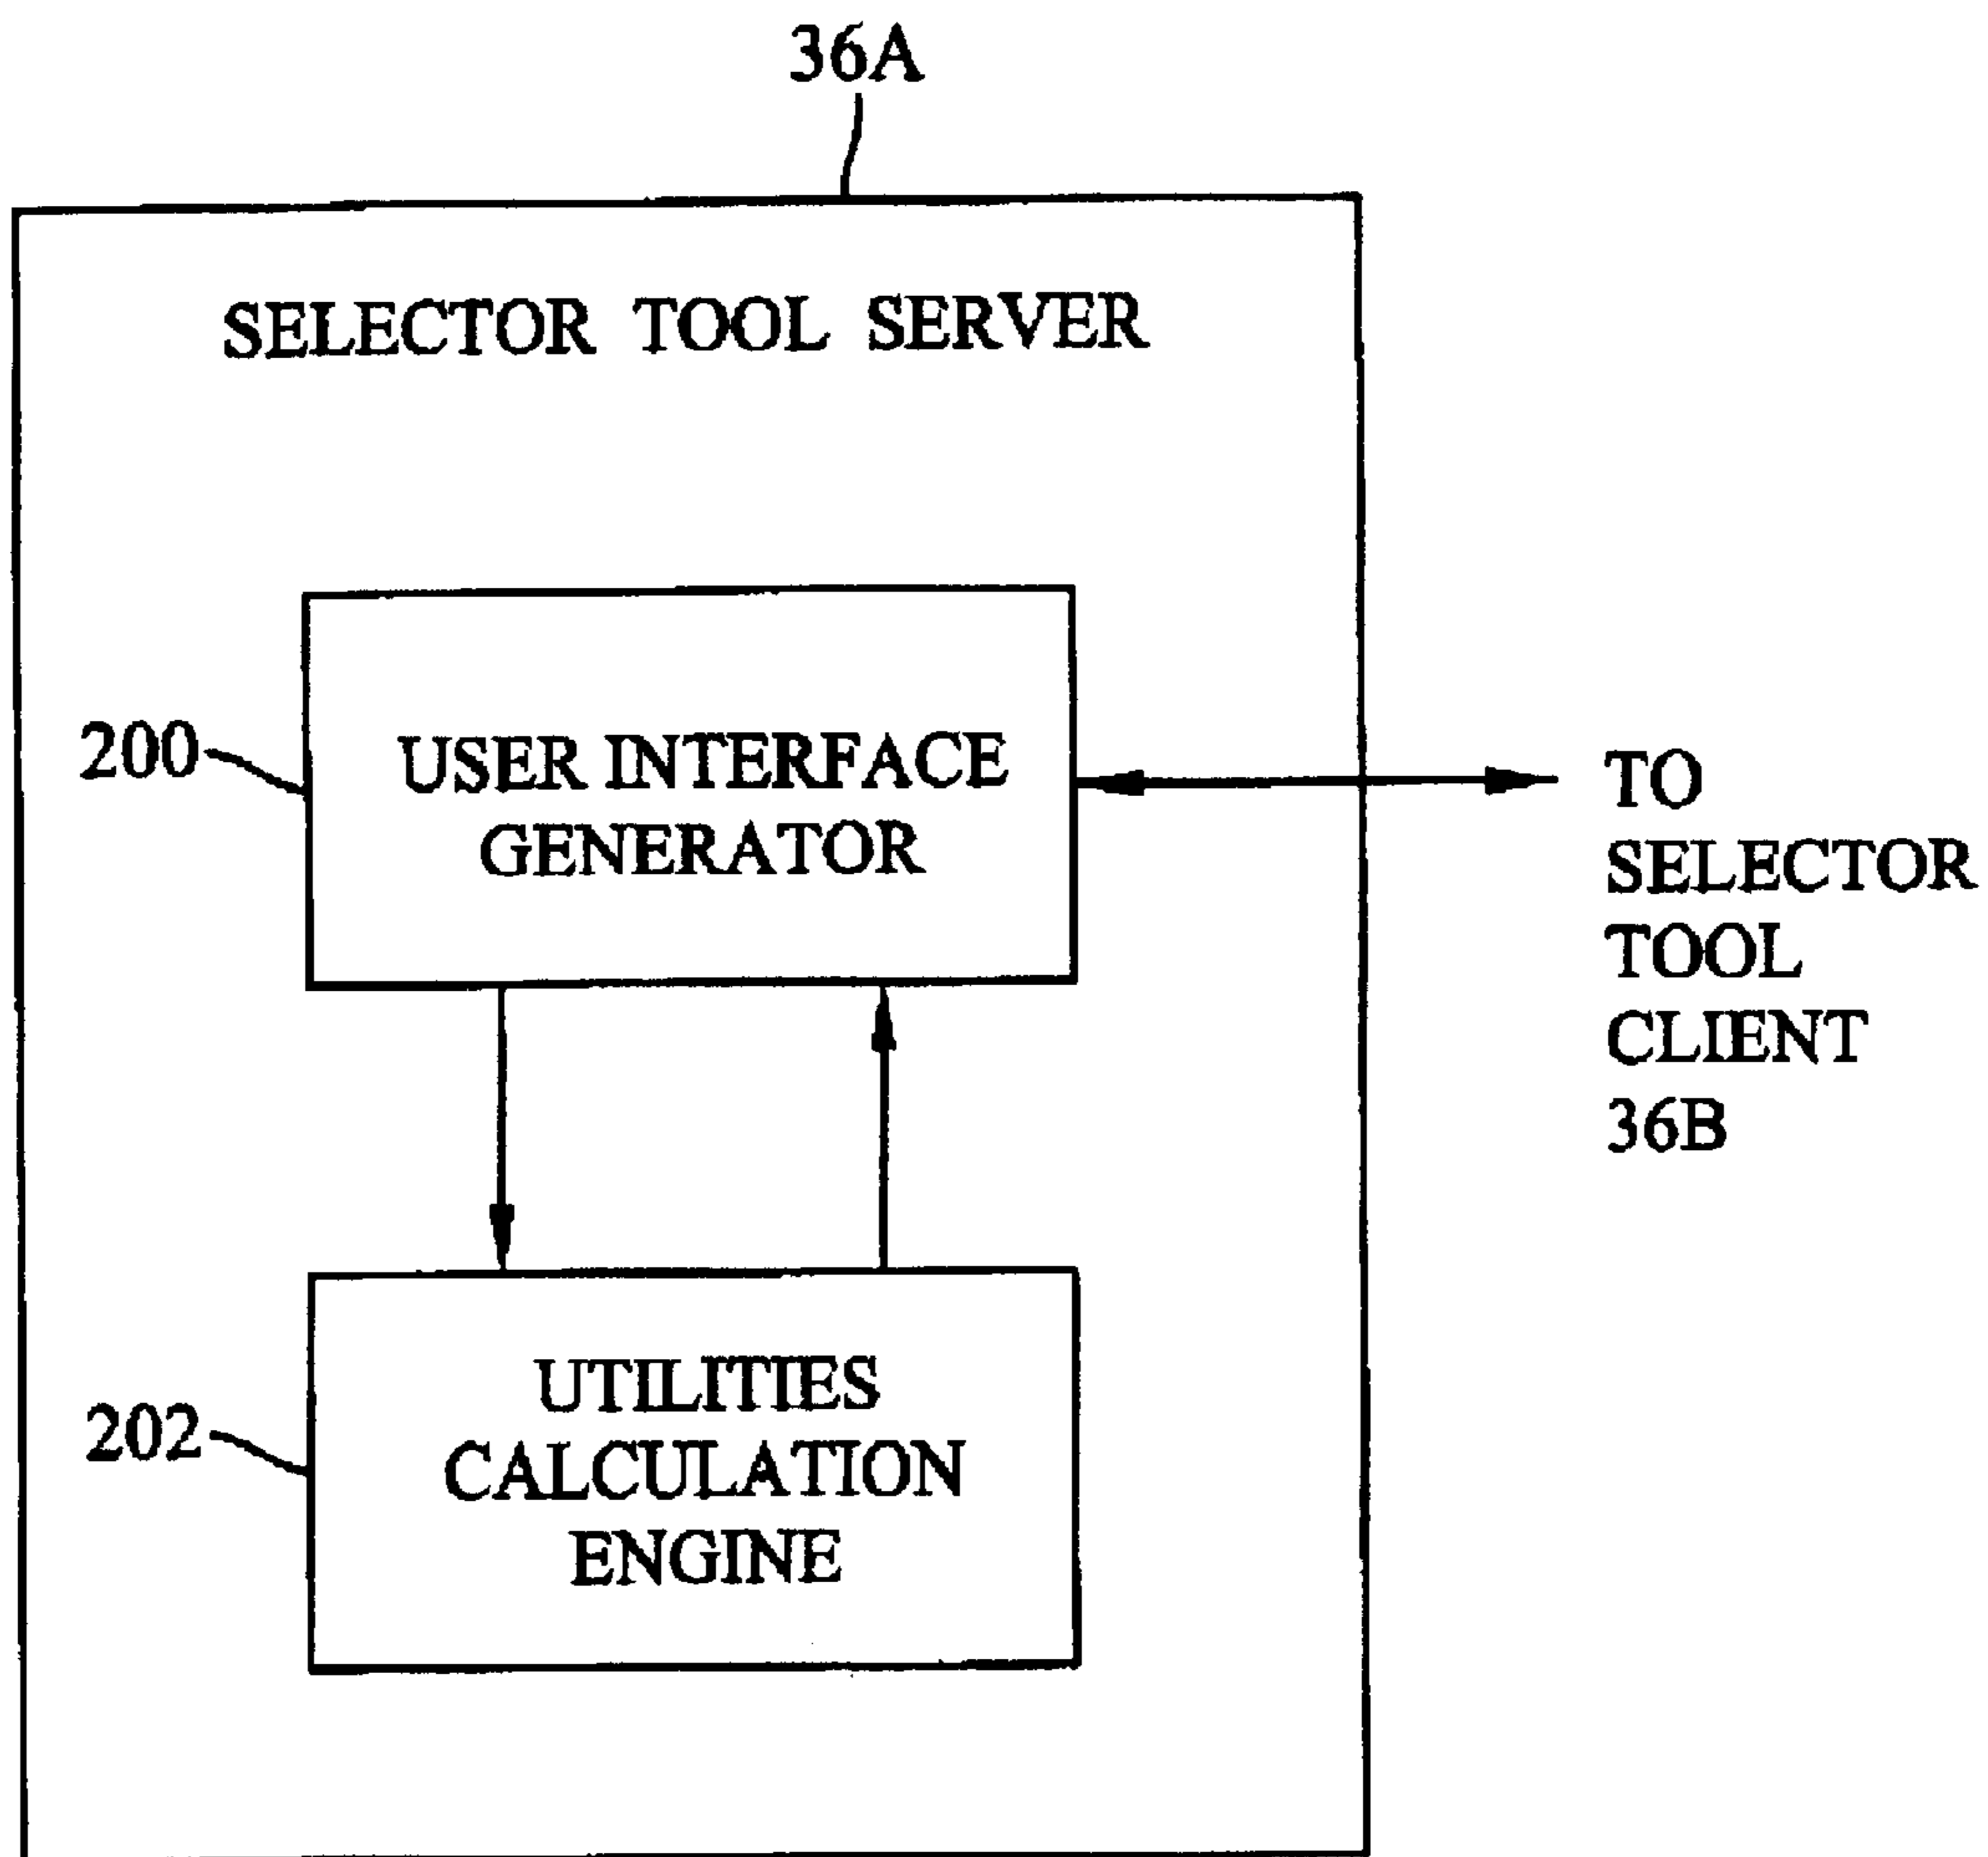 36A
SELECTOR TOOL SERVER
200
USER INTERFACE
GENERATOR
TO
SELECTOR
TOOL
CLIENT
36B
202
UTILITIES
CALCULATION
ENGINE